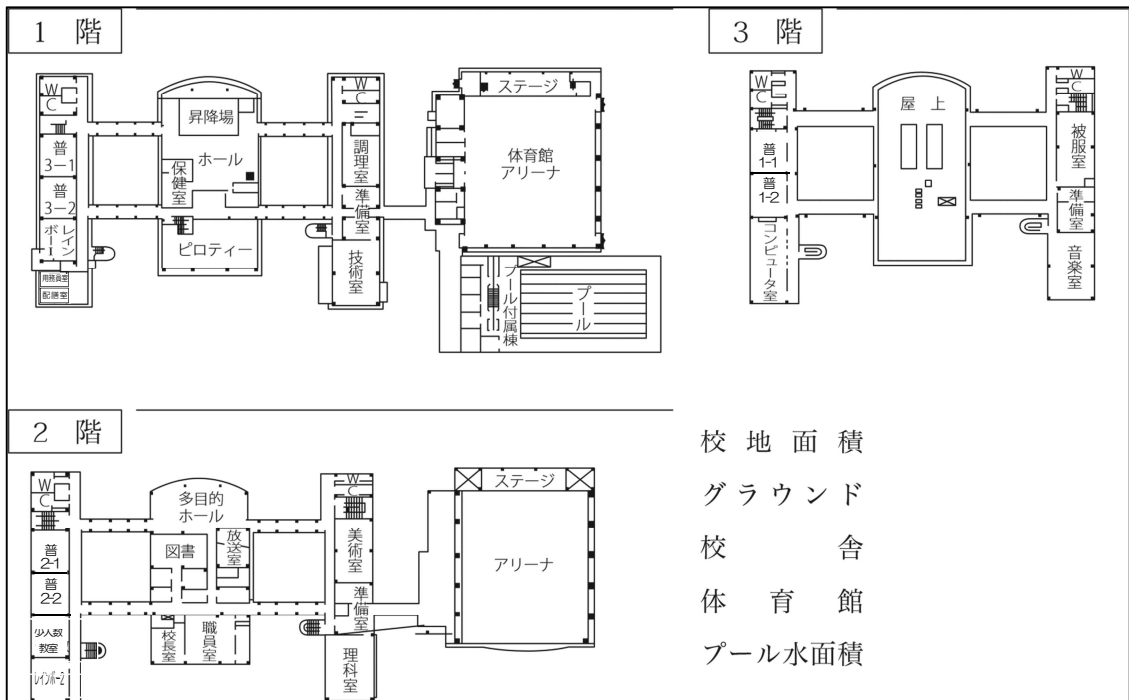 1 階
W
C
普
3-1
普
3-2
レイン
ボー1
用務員室
配膳室
昇降場
ホール
保健室
ピロティー
W
C
調理室
準備室
技術室
ステージ
体育館
アリーナ
プール付属棟
プール
3 階
W
C
普
1-1
普
1-2
コンピュータ室
屋上
W
C
被服室
準備室
音楽室
2 階
W
C
普
2-1
普
2-2
少人数
教室
レインボー2
多目的
ホール
図書
放送室
校長室
職員室
W
C
美術室
準備室
理科室
ステージ
アリーナ
校地面積
グラウンド
校舎
体育館
プール水面積